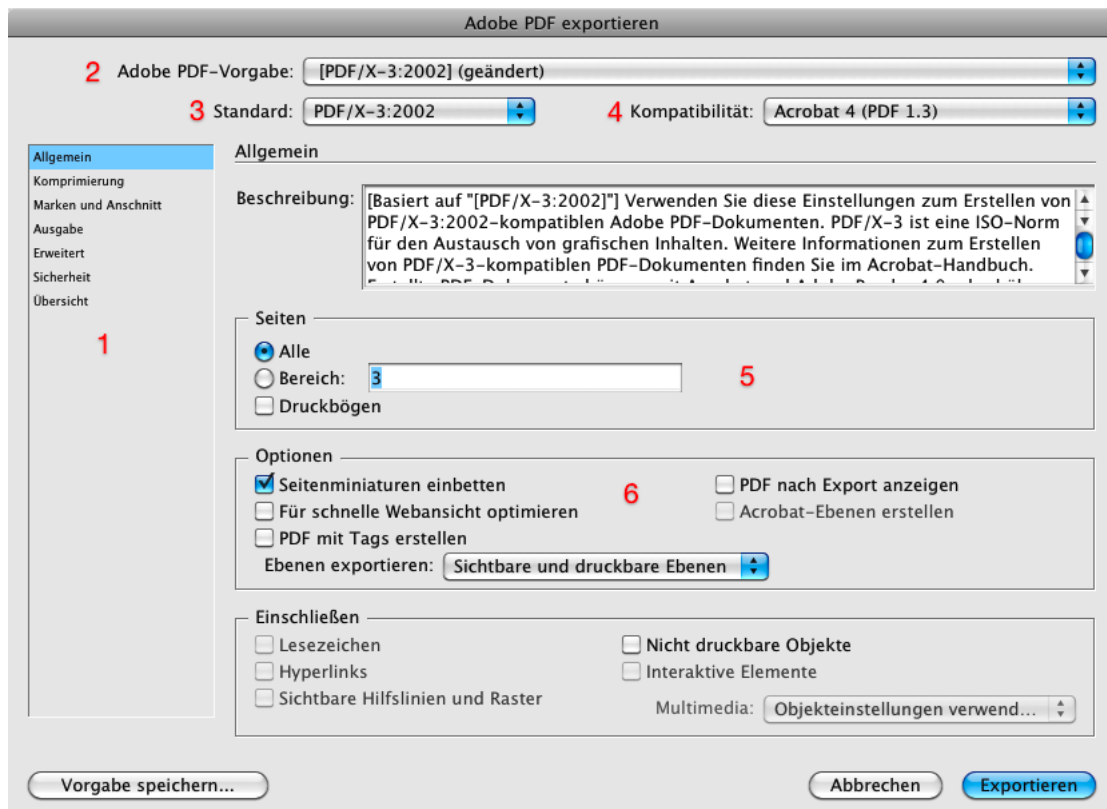 Adobe PDF exportieren
2 Adobe PDF-Vorgabe: [PDF/X-3:2002] (geändert)
3 Standard: PDF/X-3:2002 4 Kompatibilität: Acrobat 4 (PDF 1.3)
Allgemein
Komprimierung
Marken und Anschnitt
Ausgabe
Erweitert
Sicherheit
Übersicht
1
Allgemein
Beschreibung: [Basiert auf "[PDF/X-3:2002]"] Verwenden Sie diese Einstellungen zum Erstellen von
PDF/X-3:2002-kompatiblen Adobe PDF-Dokumenten. PDF/X-3 ist eine ISO-Norm
für den Austausch von grafischen Inhalten. Weitere Informationen zum Erstellen
von PDF/X-3-kompatiblen PDF-Dokumenten finden Sie im Acrobat-Handbuch.
Seiten
Alle
Bereich: 3
5
Druckbögen
Optionen
Seitenminiaturen einbetten
6
PDF nach Export anzeigen
Für schnelle Webansicht optimieren
Acrobat-Ebenen erstellen
PDF mit Tags erstellen
Ebenen exportieren: Sichtbare und druckbare Ebenen
Einschließen
Lesezeichen
Nicht druckbare Objekte
Hyperlinks
Interaktive Elemente
Sichtbare Hilfslinien und Raster
Multimedia: Objekteinstellungen verwend...
Vorgabe speichern...
Abbrechen
Exportieren